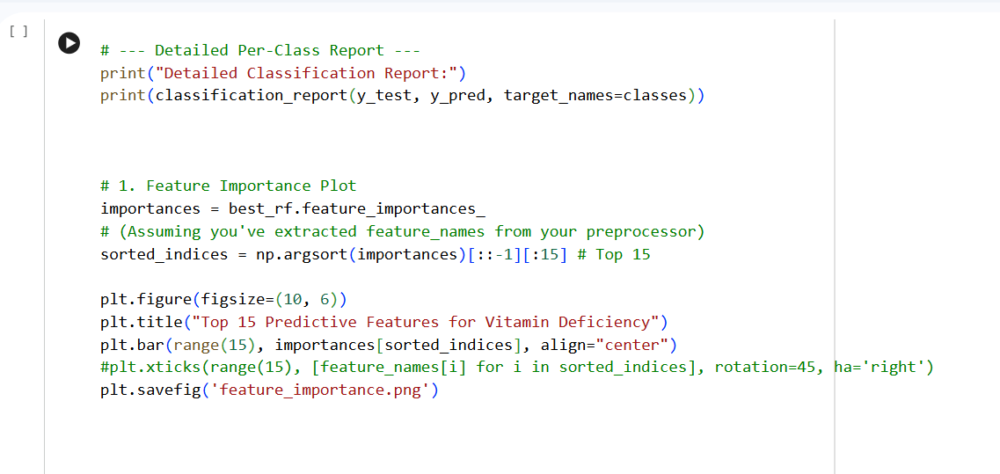 [ ]
# --- Detailed Per-Class Report ---
print("Detailed Classification Report:")
print(classification_report(y_test, y_pred, target_names=classes))
# 1. Feature Importance Plot
importances = best_rf.feature_importances_
# (Assuming you've extracted feature_names from your preprocessor)
sorted_indices = np.argsort(importances)[::-1][:15] # Top 15
plt.figure(figsize=(10, 6))
plt.title("Top 15 Predictive Features for Vitamin Deficiency")
plt.bar(range(15), importances[sorted_indices], align="center")
#plt.xticks(range(15), [feature_names[i] for i in sorted_indices], rotation=45, ha='right')
plt.savefig('feature_importance.png')